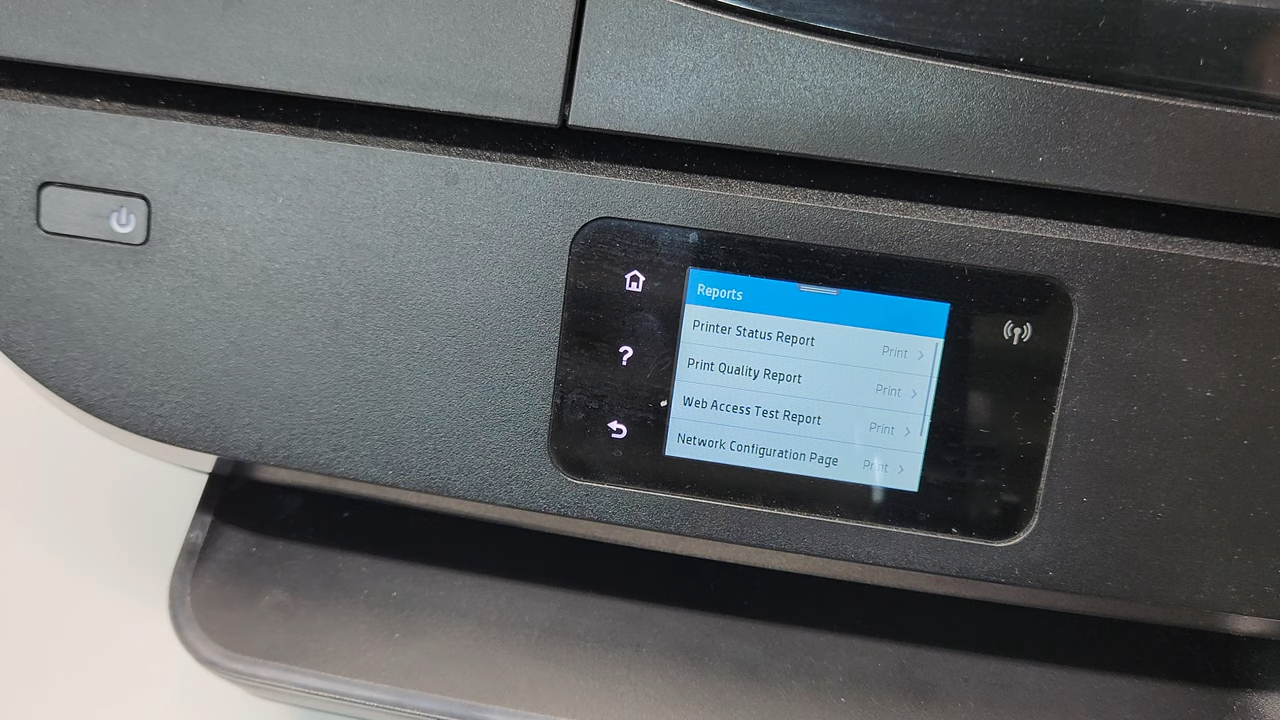 Reports
Printer Status Report Print
Print Quality Report Print
Web Access Test Report Print
Network Configuration Page Print